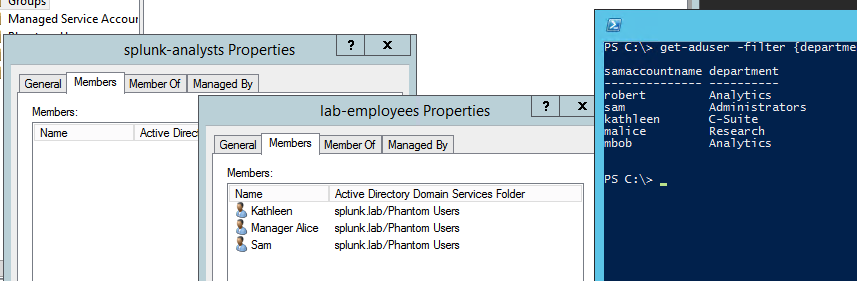 Groups
Managed Service Accour
splunk-analysts Properties
? x
General Members Member Of Managed By
Members:
Name Active Direc
lab-employees Properties
? x
General Members Member Of Managed By
Members:
Name Active Directory Domain Services Folder
Kathleen splunk.lab/Phantom Users
Manager Alice splunk.lab/Phantom Users
Sam splunk.lab/Phantom Users
PS C:\> get-aduser -filter {departme
samaccountname department
-------------- ----------
robert Analytics
sam Administrators
kathleen C-Suite
malice Research
mbob Analytics
PS C:\> _